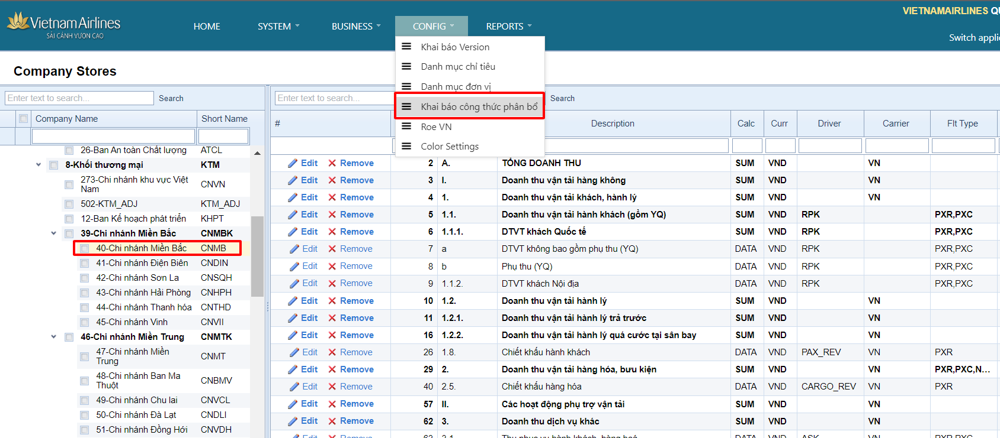 VIETNAMAIRLINES
Vietnam Airlines
SẢI CÁNH VƯƠN CAO
HOME
SYSTEM
BUSINESS
CONFIG
REPORTS
Switch appli
Khai báo Version
Danh mục chỉ tiêu
Danh mục đơn vị
Khai báo công thức phân bổ
Roe VN
Color Settings
Company Stores
Enter text to search... Search
Company Name Short Name
26-Ban An toàn Chất lượng ATCL
8-Khối thương mại KTM
273-Chi nhánh khu vực Việt
Nam CNVN
502-KTM_ADJ KTM_ADJ
12-Ban Kế hoạch phát triển KHPT
39-Chi nhánh Miền Bắc CNMBK
40-Chi nhánh Miền Bắc CNMB
41-Chi nhánh Điện Biên CNDIN
42-Chi nhánh Sơn La CNSQH
43-Chi nhánh Hải Phòng CNHPH
44-Chi nhánh Thanh hóa CNTHD
45-Chi nhánh Vinh CNVII
46-Chi nhánh Miền Trung CNMTK
47-Chi nhánh Miền
Trung CNMT
48-Chi nhánh Ban Ma
Thuột CNBMV
49-Chi nhánh Chu lai CNVCL
50-Chi nhánh Đà Lạt CNDLI
51-Chi nhánh Đồng Hới CNVDH
Enter text to search... Search
# Description Calc Curr Driver Carrier Flt Type
Edit Remove 2 A. TỔNG DOANH THU SUM VND VN
Edit Remove 3 I. Doanh thu vận tải hàng không SUM VND VN
Edit Remove 4 1. Doanh thu vận tải khách, hành lý SUM VND VN
Edit Remove 5 1.1. Doanh thu vận tải hành khách (gồm YQ) SUM VND RPK PXR,PXC
Edit Remove 6 1.1.1. DTVT khách Quốc tế SUM VND RPK PXR,PXC
Edit Remove 7 a DTVT không bao gồm phụ thu (YQ) DATA VND RPK PXR,PXC
Edit Remove 8 b Phụ thu (YQ) DATA VND RPK PXR,PXC
Edit Remove 9 1.1.2. DTVT khách Nội địa DATA VND RPK PXR,PXC
Edit Remove 10 1.2. Doanh thu vận tải hành lý SUM VND VN
Edit Remove 11 1.2.1. Doanh thu vận tải hành lý trả trước SUM VND VN
Edit Remove 16 1.2.2. Doanh thu vận tải hành lý quá cước tại sân bay SUM VND VN
Edit Remove 26 1.8. Chiết khấu hành khách DATA VND PAX_REV VN PXR
Edit Remove 29 2. Doanh thu vận tải hàng hóa, bưu kiện SUM VND VN PXR,PXC,N...
Edit Remove 40 2.5. Chiết khấu hàng hóa DATA VND CARGO_REV VN PXR
Edit Remove 57 II. Các hoạt động phụ trợ vận tải SUM VND VN
Edit Remove 62 3. Doanh thu dịch vụ khác SUM VND VN